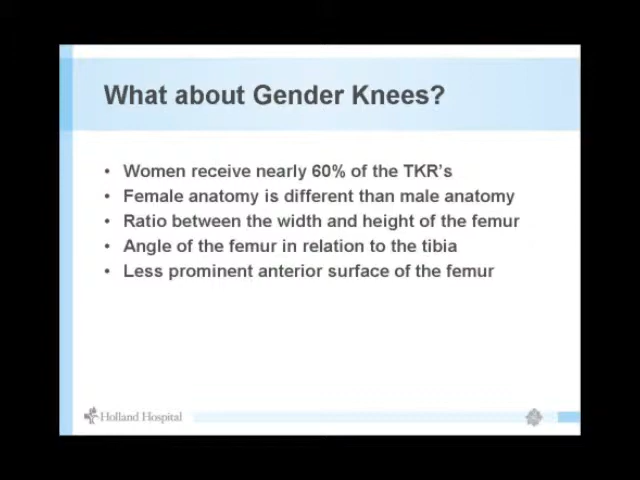 What about Gender Knees?
• Women receive nearly 60% of the TKR's
• Female anatomy is different than male anatomy
• Ratio between the width and height of the femur
• Angle of the femur in relation to the tibia
• Less prominent anterior surface of the femur
Holland Hospital